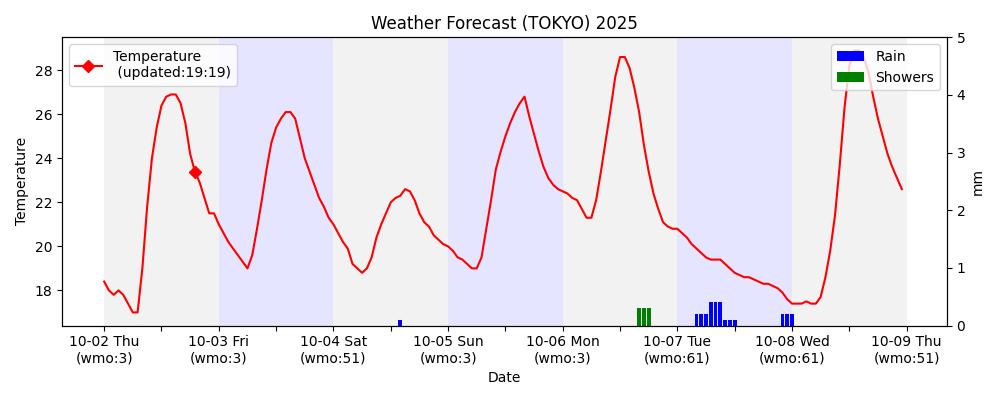 Weather Forecast (TOKYO) 2025
Temperature
(updated:19:19)
Rain
Showers
Temperature
28
26
24
22
20
18
5
4
3
2
1
0
mm
10-02 Thu
(wmo:3)
10-03 Fri
(wmo:3)
10-04 Sat
(wmo:51)
10-05 Sun
(wmo:3)
10-06 Mon
(wmo:3)
10-07 Tue
(wmo:61)
10-08 Wed
(wmo:61)
10-09 Thu
(wmo:51)
Date